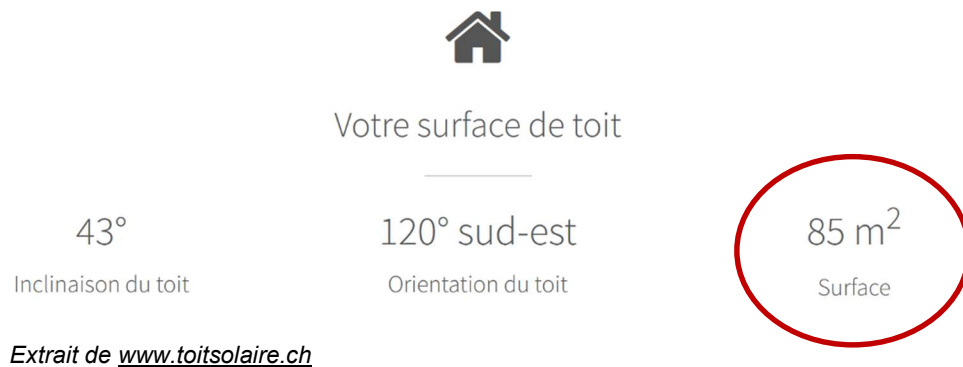 Votre surface de toit
43° 120° sud-est 85 m²
Inclinaison du toit Orientation du toit Surface
Extrait de www.toitsolaire.ch